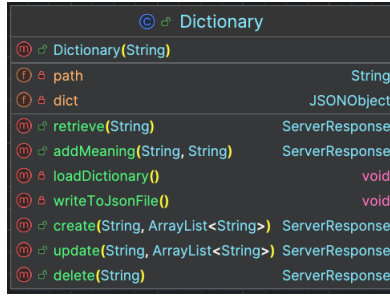 Dictionary
Dictionary(String)
path String
dict JSONObject
retrieve(String) ServerResponse
addMeaning(String, String) ServerResponse
loadDictionary() void
writeToJsonFile() void
create(String, ArrayList<String>) ServerResponse
update(String, ArrayList<String>) ServerResponse
delete(String) ServerResponse